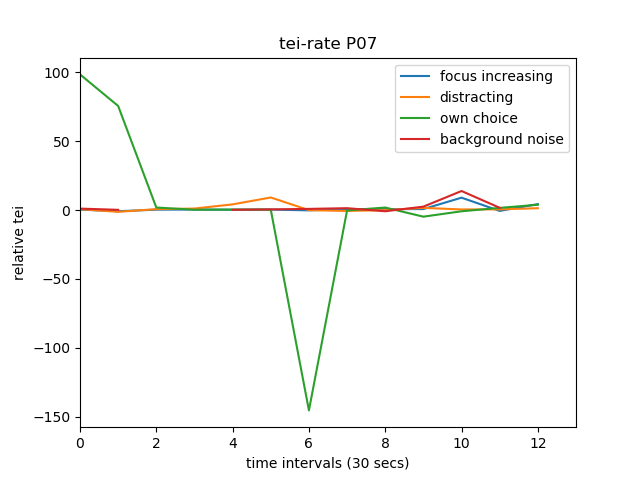 tei-rate P07
focus increasing
distracting
own choice
background noise
100
50
0
−50
−100
−150
relative tei
0 2 4 6 8 10 12
time intervals (30 secs)